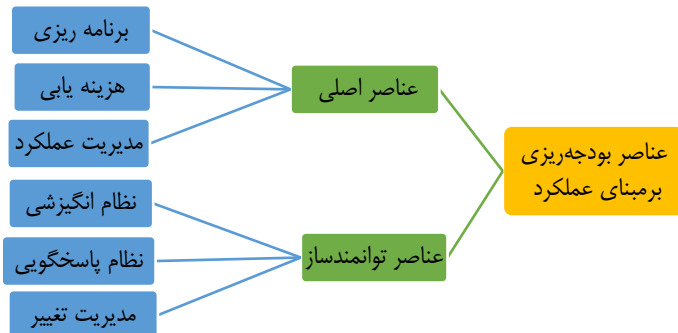 عناصر بودجه‌ریزی
برمبنای عملکرد
عناصر اصلی
برنامه ریزی
هزینه یابی
مدیریت عملکرد
عناصر توانمندساز
نظام انگیزشی
نظام پاسخگویی
مدیریت تغییر